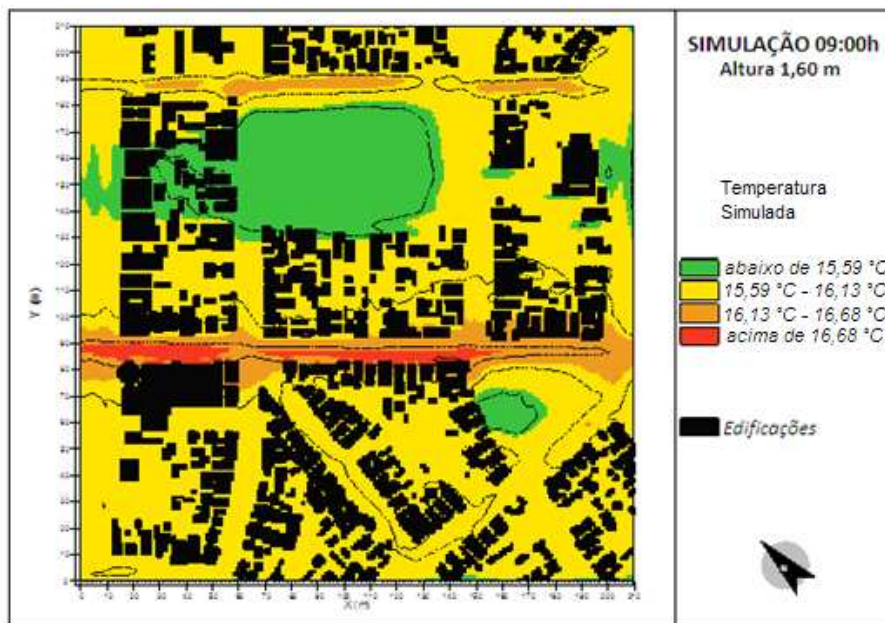 SIMULAÇÃO 09:00h
Altura 1,60 m
Temperatura
Simulada
abaixo de 15,59 °C
15,59 °C - 16,13 °C
16,13 °C - 16,68 °C
acima de 16,68 °C
Edificações
Y (m)
X (m)